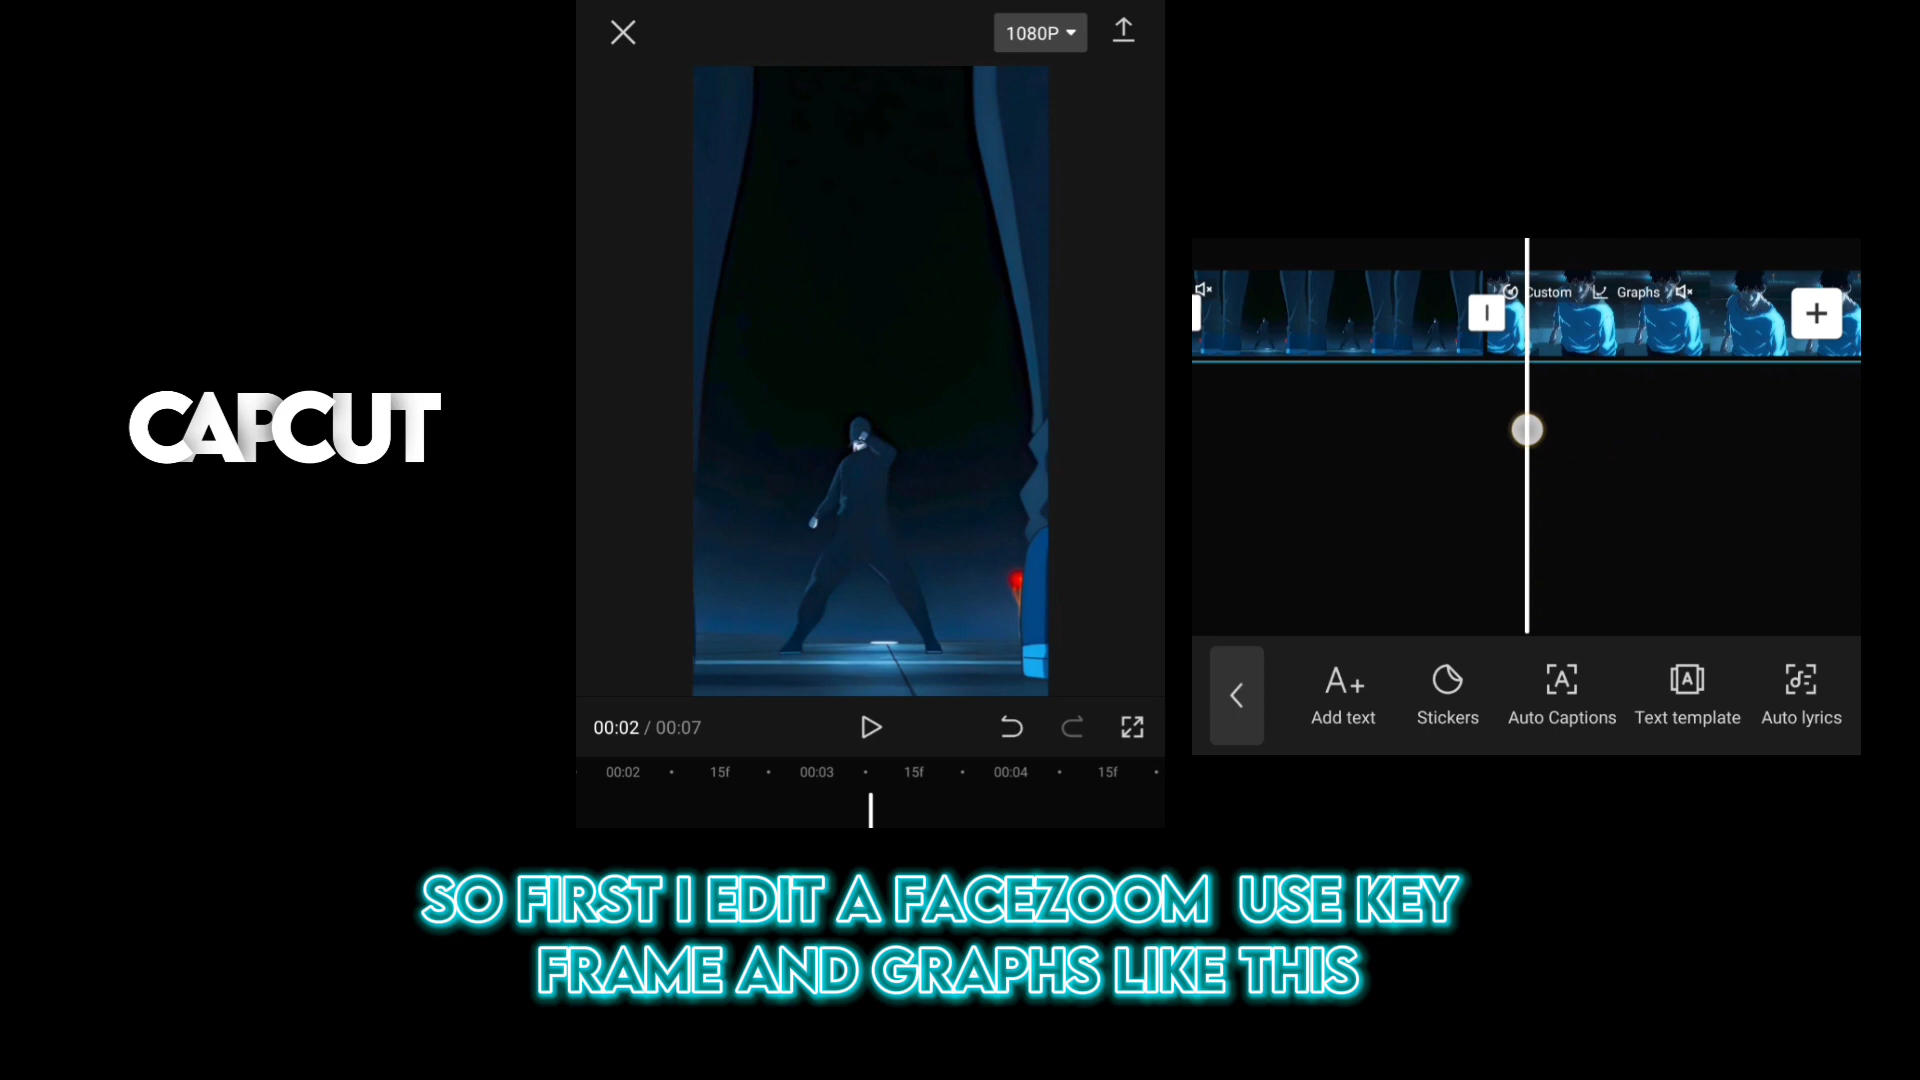 1080P
CAPCUT
Custom
Graphs
Add text
Stickers
Auto Captions
Text template
Auto lyrics
00:02 / 00:07
00:02 15f 00:03 15f 00:04 15f
SO FIRST I EDIT A FACEZOOM USE KEY
FRAME AND GRAPHS LIKE THIS